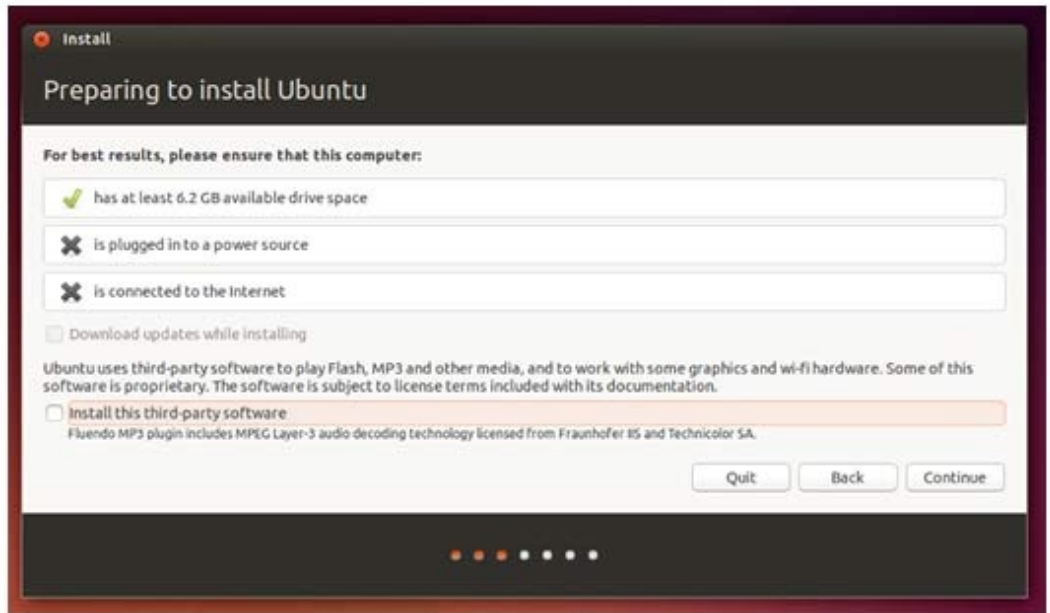 Install
Preparing to install Ubuntu
For best results, please ensure that this computer:
has at least 6.2 GB available drive space
is plugged in to a power source
is connected to the Internet
Download updates while installing
Ubuntu uses third-party software to play Flash, MP3 and other media, and to work with some graphics and wi-fi hardware. Some of this
software is proprietary. The software is subject to license terms included with its documentation.
Install this third-party software
Fluendo MP3 plugin includes MPEG Layer-3 audio decoding technology licensed from Fraunhofer IIS and Technicolor SA.
Quit Back Continue